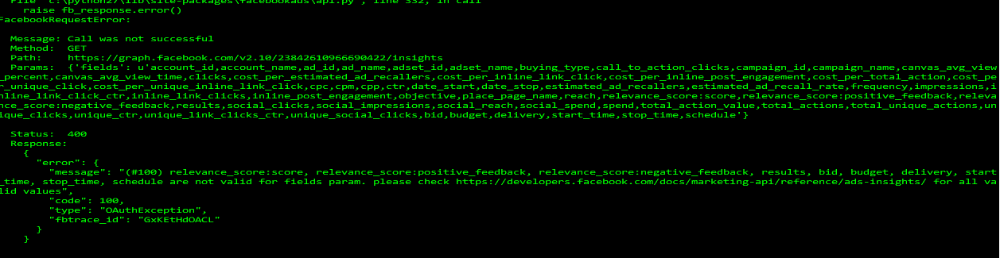 File "c:\python27\lib\site-packages\facebookads\api.py", line 552, in call
raise fb_response.error()
FacebookRequestError:
Message: Call was not successful
Method: GET
Path: https://graph.facebook.com/v2.10/23842610966690422/insights
Params: {'fields': u'account_id,account_name,ad_id,ad_name,adset_id,adset_name,buying_type,call_to_action_clicks,campaign_id,campaign_name,canvas_avg_view
_percent,canvas_avg_view_time,clicks,cost_per_estimated_ad_recallers,cost_per_inline_link_click,cost_per_inline_post_engagement,cost_per_total_action,cost_pe
r_unique_click,cost_per_unique_inline_link_click,cpc,cpm,cpp,ctr,date_start,date_stop,estimated_ad_recallers,estimated_ad_recall_rate,frequency,impressions,i
nline_link_click_ctr,inline_link_clicks,inline_post_engagement,objective,place_page_name,reach,relevance_score:score,relevance_score:positive_feedback,releva
nce_score:negative_feedback,results,social_clicks,social_impressions,social_reach,social_spend,spend,total_action_value,total_actions,total_unique_actions,un
ique_clicks,unique_ctr,unique_link_clicks_ctr,unique_social_clicks,bid,budget,delivery,start_time,stop_time,schedule'}
Status: 400
Response:
{
"error": {
"message": "(#100) relevance_score:score, relevance_score:positive_feedback, relevance_score:negative_feedback, results, bid, budget, delivery, start
_time, stop_time, schedule are not valid for fields param. please check https://developers.facebook.com/docs/marketing-api/reference/ads-insights/ for all va
lid values",
"code": 100,
"type": "OAuthException",
"fbtrace_id": "GxKEtHdOACL"
}
}